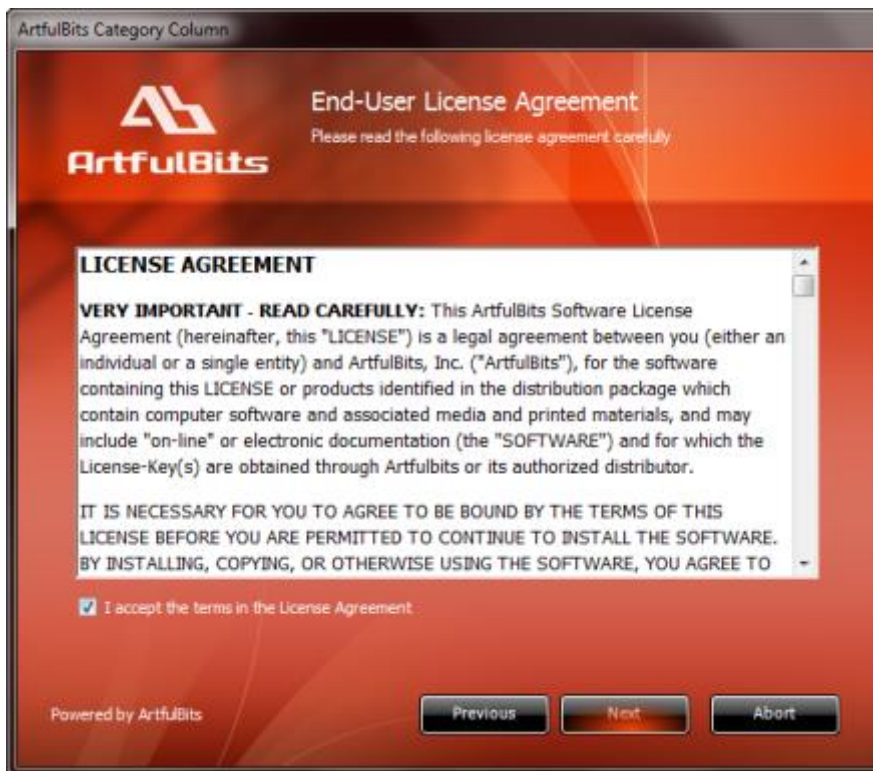 ArtfulBits Category Column
ArtfulBits
End-User License Agreement
Please read the following license agreement carefully
LICENSE AGREEMENT
VERY IMPORTANT - READ CAREFULLY: This ArtfulBits Software License
Agreement (hereinafter, this "LICENSE") is a legal agreement between you (either an
individual or a single entity) and ArtfulBits, Inc. ("ArtfulBits"), for the software
containing this LICENSE or products identified in the distribution package which
contain computer software and associated media and printed materials, and may
include "on-line" or electronic documentation (the "SOFTWARE") and for which the
License-Key(s) are obtained through Artfulbits or its authorized distributor.
IT IS NECESSARY FOR YOU TO AGREE TO BE BOUND BY THE TERMS OF THIS
LICENSE BEFORE YOU ARE PERMITTED TO CONTINUE TO INSTALL THE SOFTWARE.
BY INSTALLING, COPYING, OR OTHERWISE USING THE SOFTWARE, YOU AGREE TO
I accept the terms in the License Agreement
Powered by ArtfulBits
Previous
Next
Abort